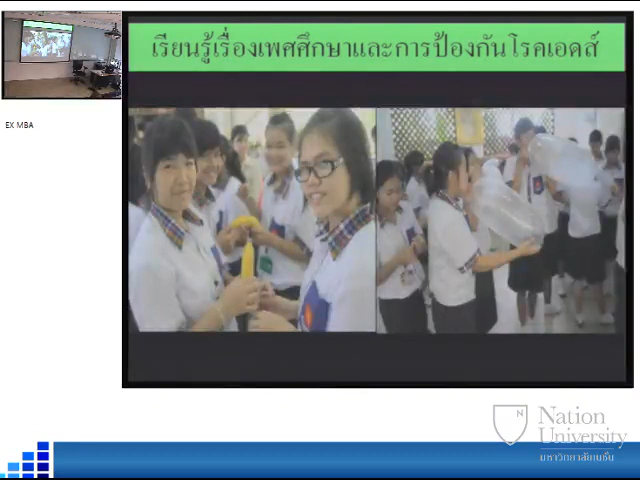 เรียนรู้เรื่องเพศศึกษาและการป้องกันโรคเอดส์
EX MBA
N
Nation
University
มหาวิทยาลัยเนชั่น